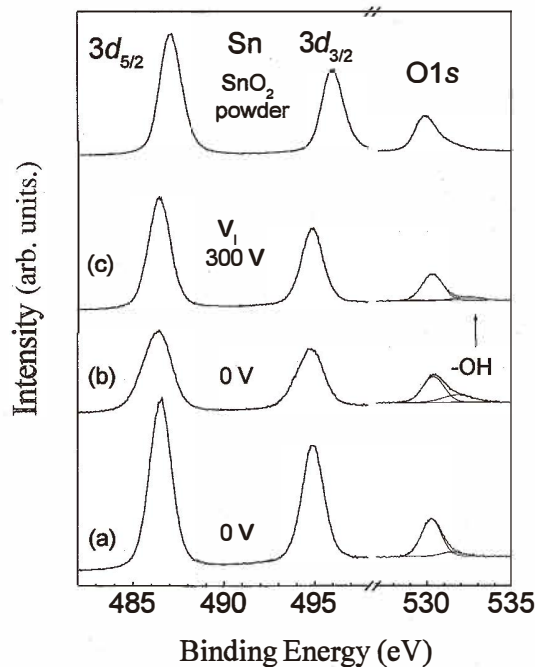 3d5/2 Sn 3d3/2
O1s
SnO2
powder
VI
(c) 300 V
-OH
(b) 0 V
(a) 0 V
485 490 495 530 535
Binding Energy (eV)
Intensity (arb. units.)